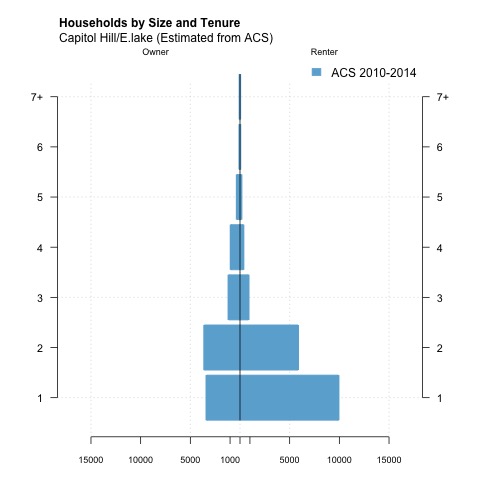 Households by Size and Tenure
Capitol Hill/E.lake (Estimated from ACS)
Owner Renter
ACS 2010-2014
7+ 7+
6 6
5 5
4 4
3 3
2 2
1 1
15000 10000 5000 1000 5000 10000 15000